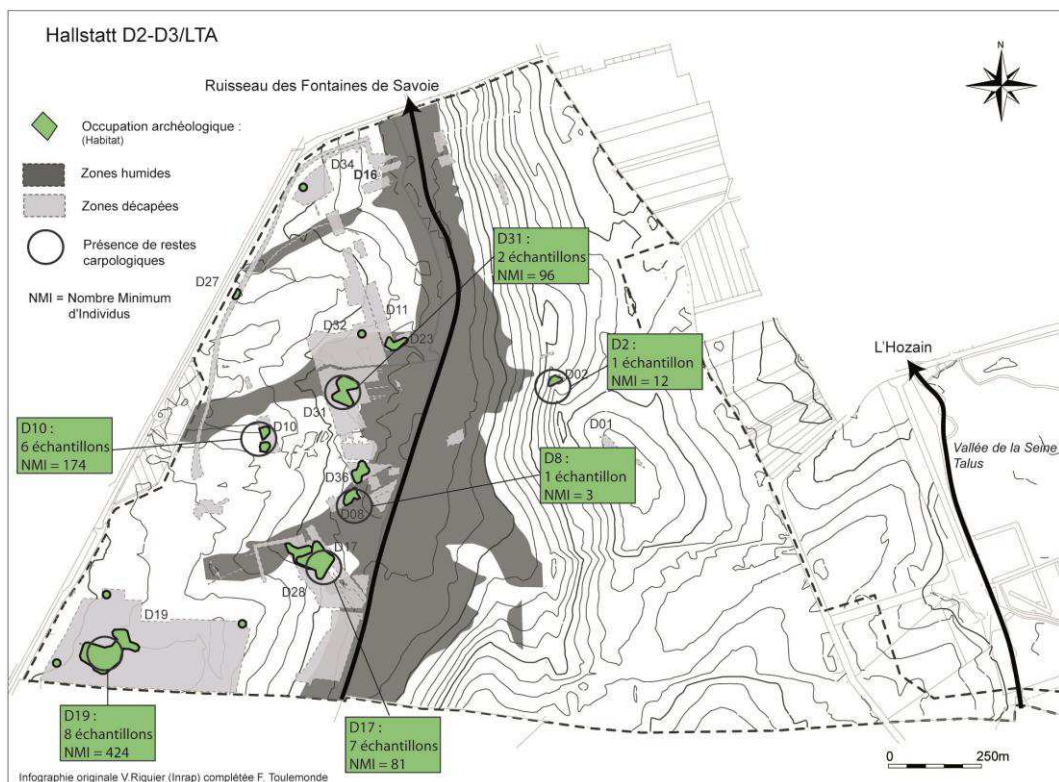 Hallstatt D2-D3/LTA
Ruisseau des Fontaines de Savoie
N
Occupation archéologique :
(Habitat)
Zones humides
Zones décapées
Présence de restes
carpologiques
NMI = Nombre Minimum
d'Individus
D34
D16
D27
D11
D32
D23
D31 :
2 échantillons
NMI = 96
D2 :
1 échantillon
NMI = 12
L'Hozain
D02
D31
D01
D10
D10 :
6 échantillons
NMI = 174
Vallée de la Seine
Talus
D8 :
1 échantillon
NMI = 3
D36
D08
D17
D28
D19
D19 :
8 échantillons
NMI = 424
D17 :
7 échantillons
NMI = 81
0 250m
Infographie originale V.Riquier (Inrap) complétée F. Toulemonde